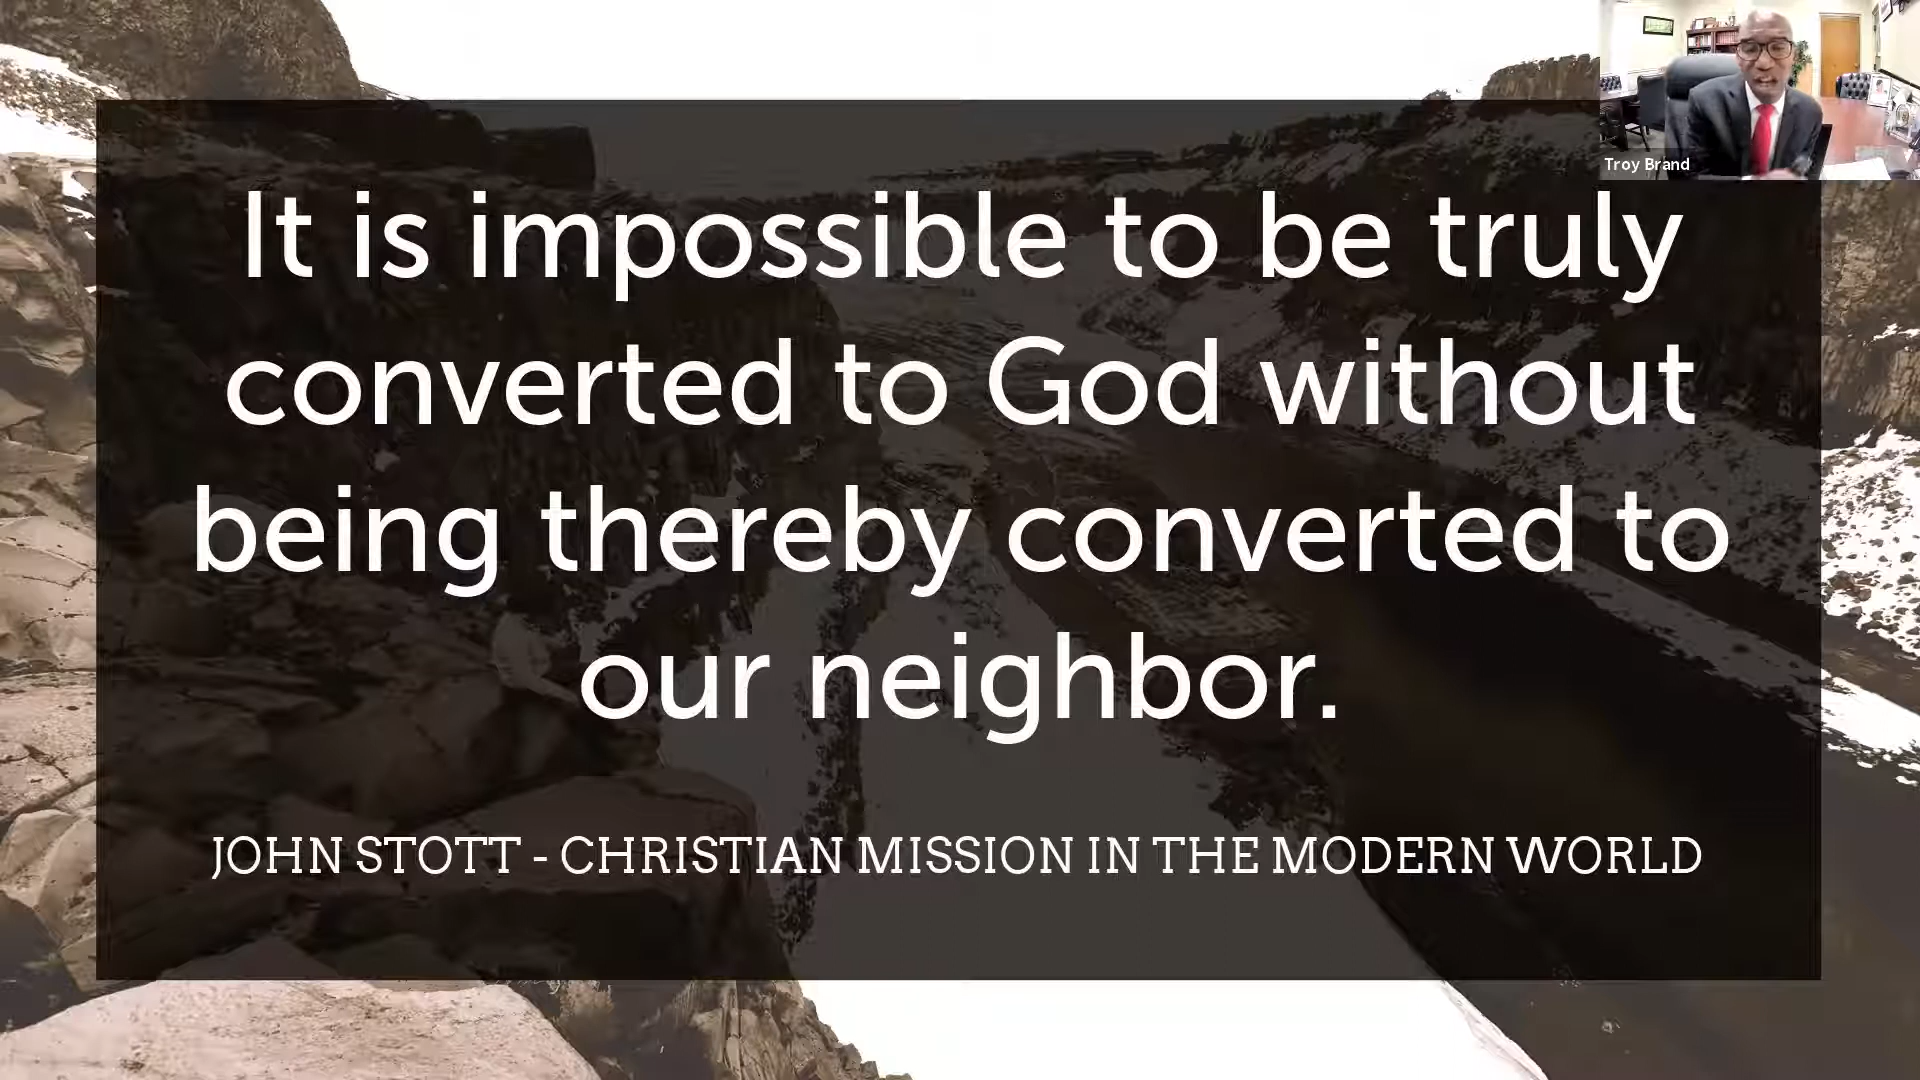 Troy Brand
It is impossible to be truly
converted to God without
being thereby converted to
our neighbor.
JOHN STOTT - CHRISTIAN MISSION IN THE MODERN WORLD